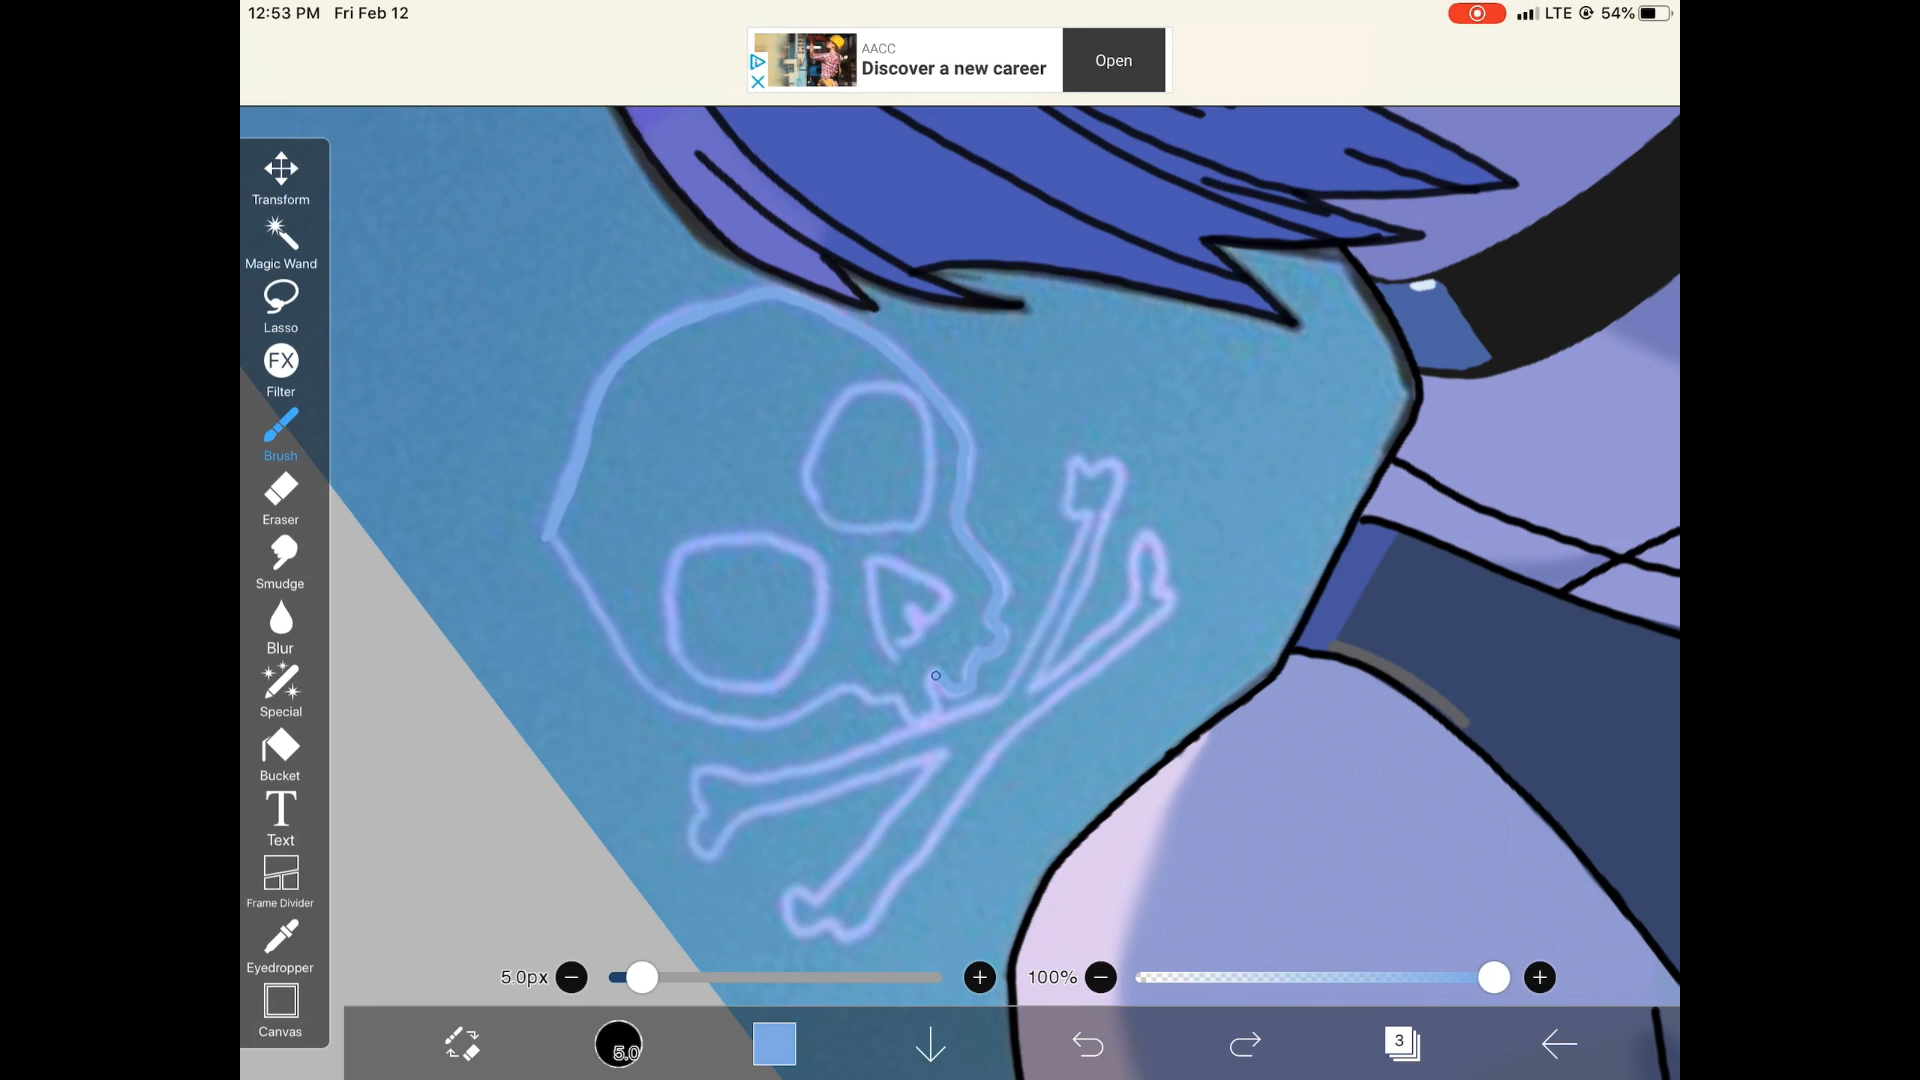 12:53 PM Fri Feb 12
LTE 54%
AACC
Discover a new career
Open
Transform
Magic Wand
Lasso
FX
Filter
Brush
Eraser
Smudge
Blur
Special
Bucket
T
Text
Frame Divider
Eyedropper
Canvas
5.0px
100%
5.0
3